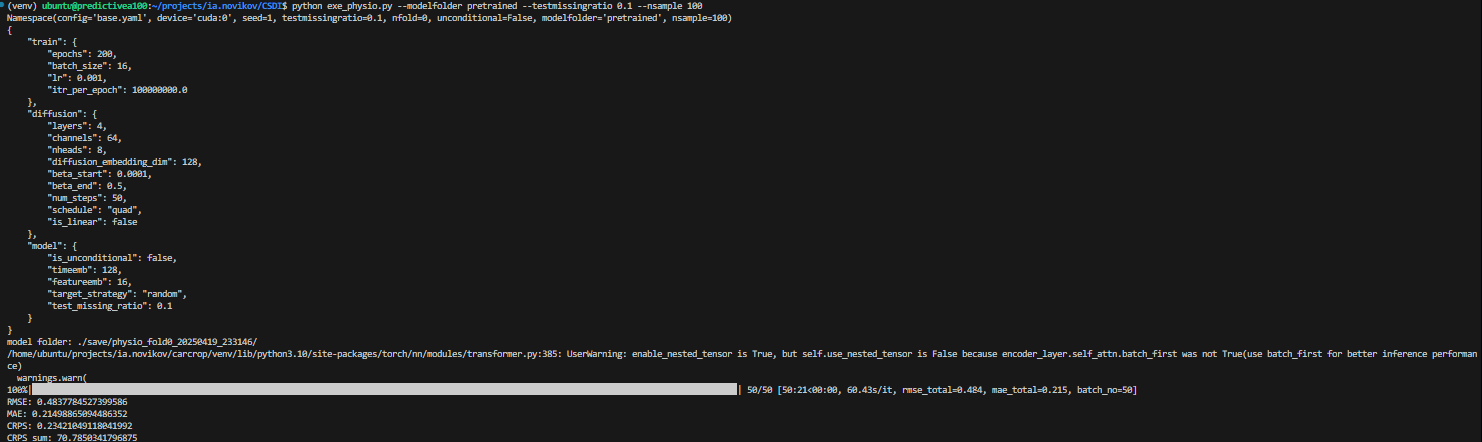 (venv) ubuntu@predictivea100:~/projects/ia.novikov/CSDI$ python exe_physio.py --modelfolder pretrained --testmissingratio 0.1 --nsample 100
Namespace(config='base.yaml', device='cuda:0', seed=1, testmissingratio=0.1, nfold=0, unconditional=False, modelfolder='pretrained', nsample=100)
{
    "train": {
        "epochs": 200,
        "batch_size": 16,
        "lr": 0.001,
        "itr_per_epoch": 100000000.0
    },
    "diffusion": {
        "layers": 4,
        "channels": 64,
        "nheads": 8,
        "diffusion_embedding_dim": 128,
        "beta_start": 0.0001,
        "beta_end": 0.5,
        "num_steps": 50,
        "schedule": "quad",
        "is_linear": false
    },
    "model": {
        "is_unconditional": false,
        "timeemb": 128,
        "featureemb": 16,
        "target_strategy": "random",
        "test_missing_ratio": 0.1
    }
}
model folder: ./save/physio_fold0_20250419_233146/
/home/ubuntu/projects/ia.novikov/carcrop/venv/lib/python3.10/site-packages/torch/nn/modules/transformer.py:385: UserWarning: enable_nested_tensor is True, but self.use_nested_tensor is False because encoder_layer.self_attn.batch_first was not True(use batch_first for better inference performan
ce)
  warnings.warn(
100%| | 50/50 [50:21<00:00, 60.43s/it, rmse_total=0.484, mae_total=0.215, batch_no=50]
RMSE: 0.4837784527399586
MAE: 0.21498865094486352
CRPS: 0.23421049118041992
CRPS_sum: 70.7850341796875